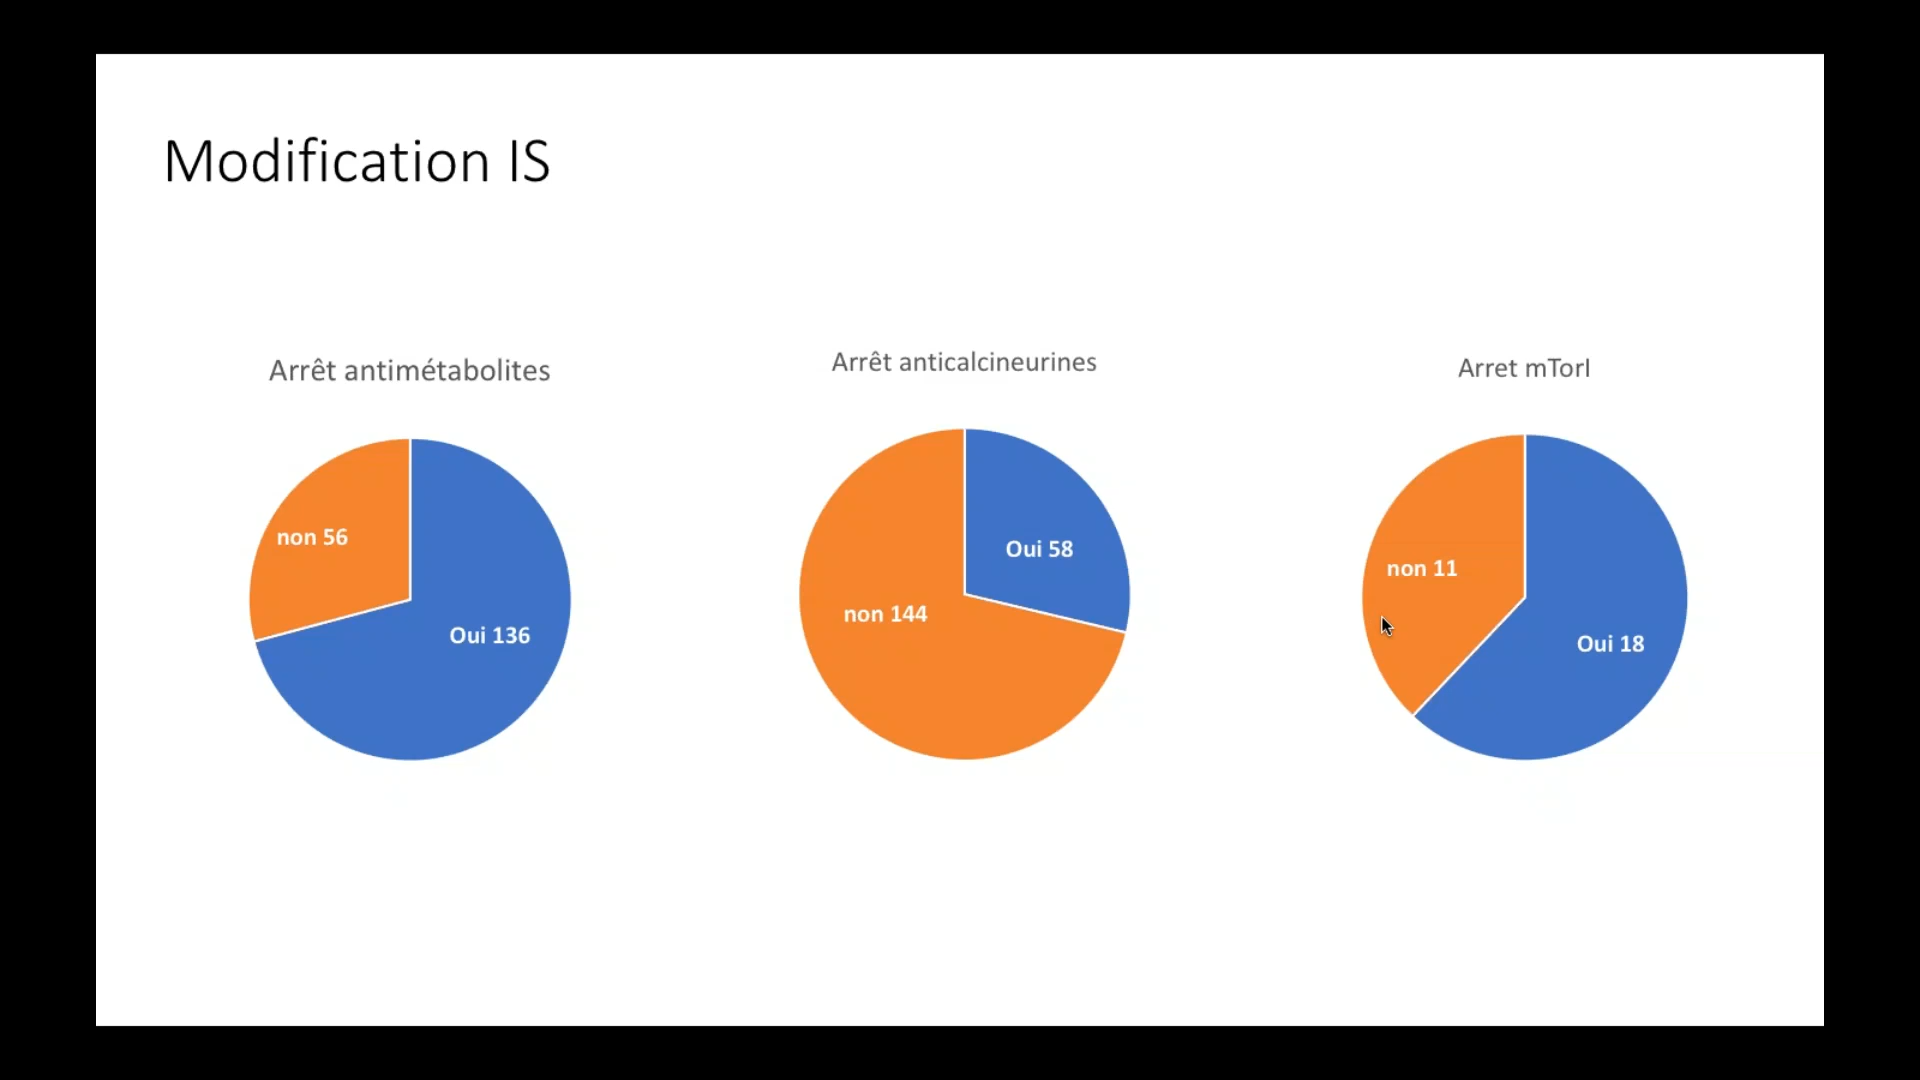 Modification IS
Arrêt antimétabolites
non 56
Oui 136
Arrêt anticalcineurines
Oui 58
non 144
Arret mTorI
non 11
Oui 18